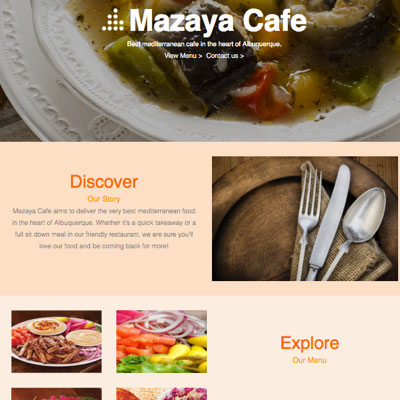 Mazaya Cafe
Best mediterranean cafe in the heart of Albuquerque.
View Menu > Contact us >
Discover
Our Story
Mazaya Cafe aims to deliver the very best mediterranean food
in the heart of Albuquerque. Whether it's a quick takeaway or a
full sit down meal in our friendly restaurant, we are sure you'll
love our food and be coming back for more!
Explore
Our Menu